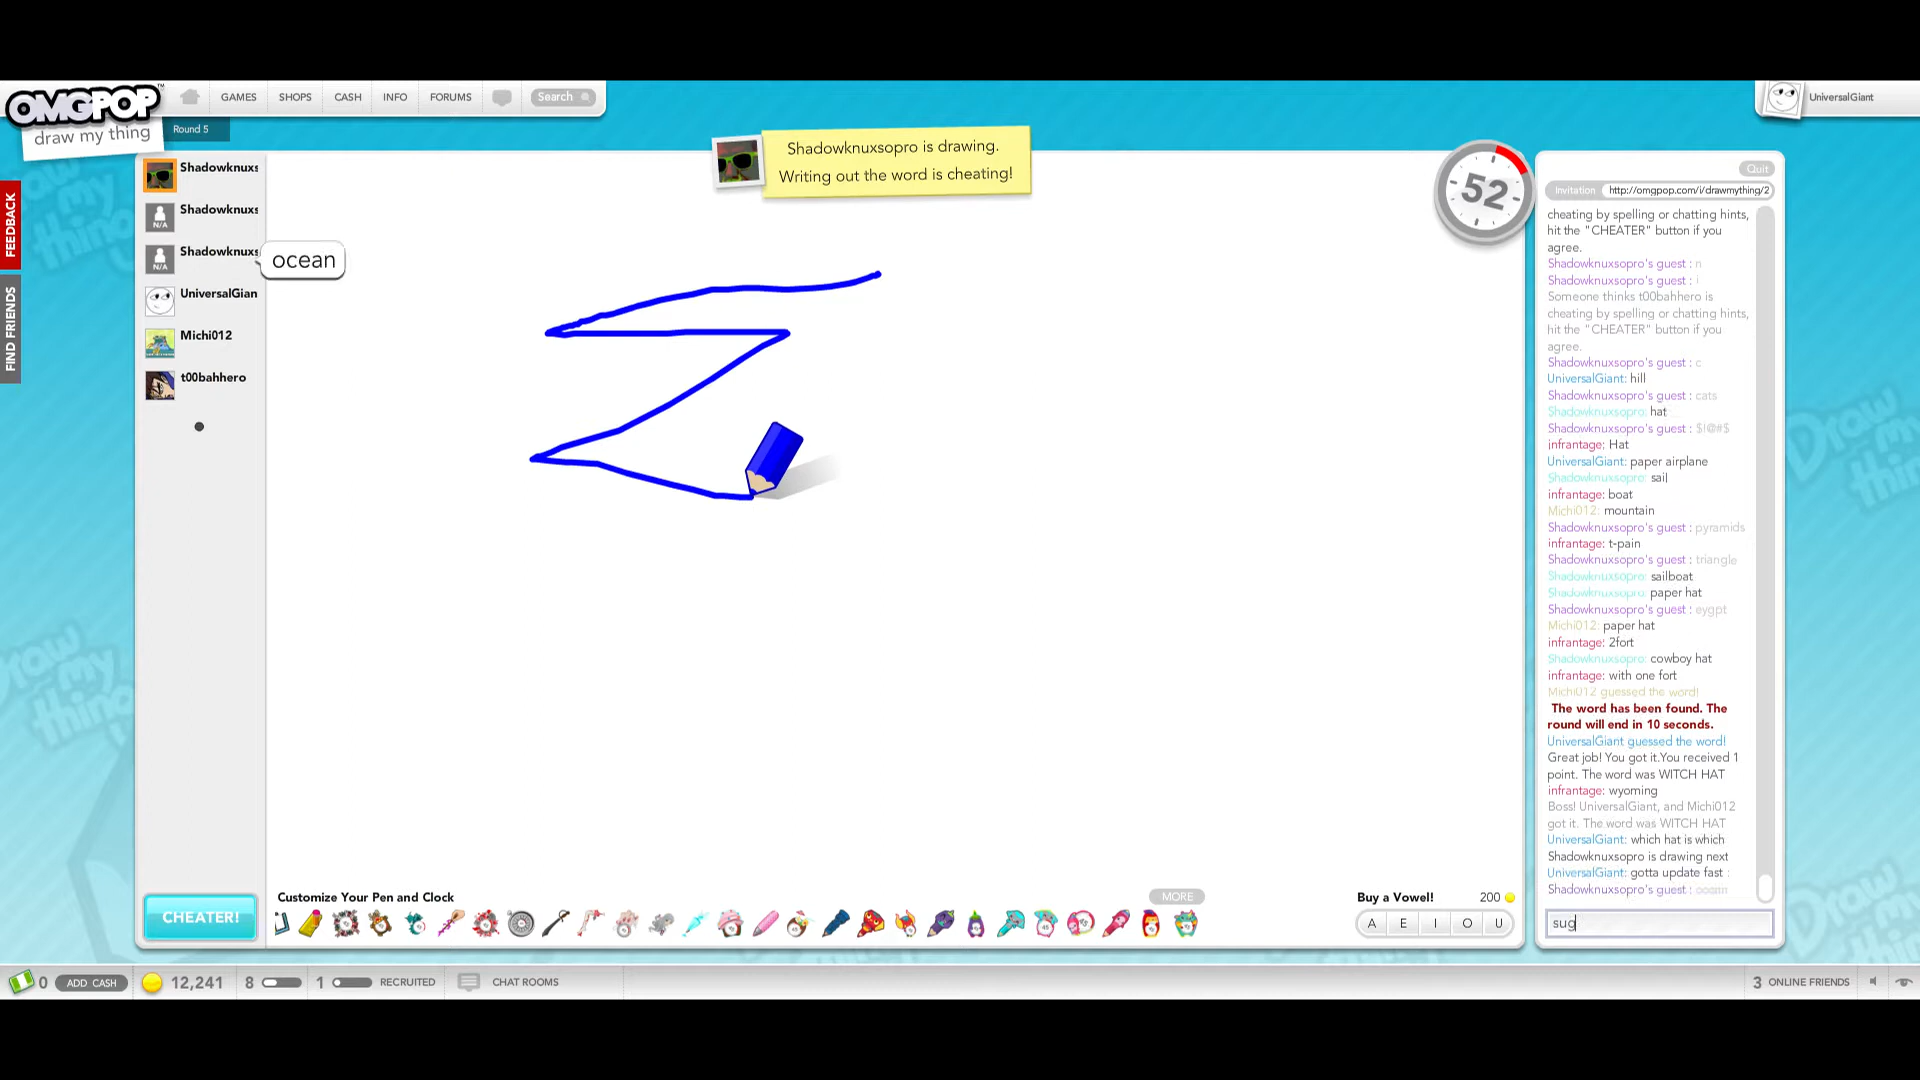 OMGPOP
draw my thing
GAMES SHOPS CASH INFO FORUMS Search
UniversalGiant
Round 5
FEEDBACK
FIND FRIENDS
Shadowknuxs
Shadowknuxs
Shadowknuxs
ocean
UniversalGian
Michi012
t00bahhero
N/A
N/A
Shadowknuxsopro is drawing.
Writing out the word is cheating!
52
Quit
Invitation http://omgpop.com/i/drawmything/2
cheating by spelling or chatting hints,
hit the "CHEATER" button if you
agree.
Shadowknuxsopro's guest : n
Shadowknuxsopro's guest : i
Someone thinks t00bahhero is
cheating by spelling or chatting hints,
hit the "CHEATER" button if you
agree.
Shadowknuxsopro's guest : c
UniversalGiant: hill
Shadowknuxsopro's guest : cats
Shadowknuxsopro: hat
Shadowknuxsopro's guest : $!@#$
infrantage: Hat
UniversalGiant: paper airplane
Shadowknuxsopro: sail
infrantage: boat
Michi012: mountain
Shadowknuxsopro's guest : pyramids
infrantage: t-pain
Shadowknuxsopro's guest : triangle
Shadowknuxsopro: sailboat
Shadowknuxsopro: paper hat
Shadowknuxsopro's guest : eygpt
Michi012: paper hat
infrantage: 2fort
Shadowknuxsopro: cowboy hat
infrantage: with one fort
Michi012 guessed the word!
The word has been found. The
round will end in 10 seconds.
UniversalGiant guessed the word!
Great job! You got it.You received 1
point. The word was WITCH HAT
infrantage: wyoming
Boss! UniversalGiant, and Michi012
got it. The word was WITCH HAT
UniversalGiant: which hat is which
Shadowknuxsopro is drawing next
UniversalGiant: gotta update fast :
Shadowknuxsopro's guest :
sug
CHEATER!
Customize Your Pen and Clock
MORE
Buy a Vowel! 200
A E I O U
0 ADD CASH 12,241 8 1 RECRUITED CHAT ROOMS
3 ONLINE FRIENDS